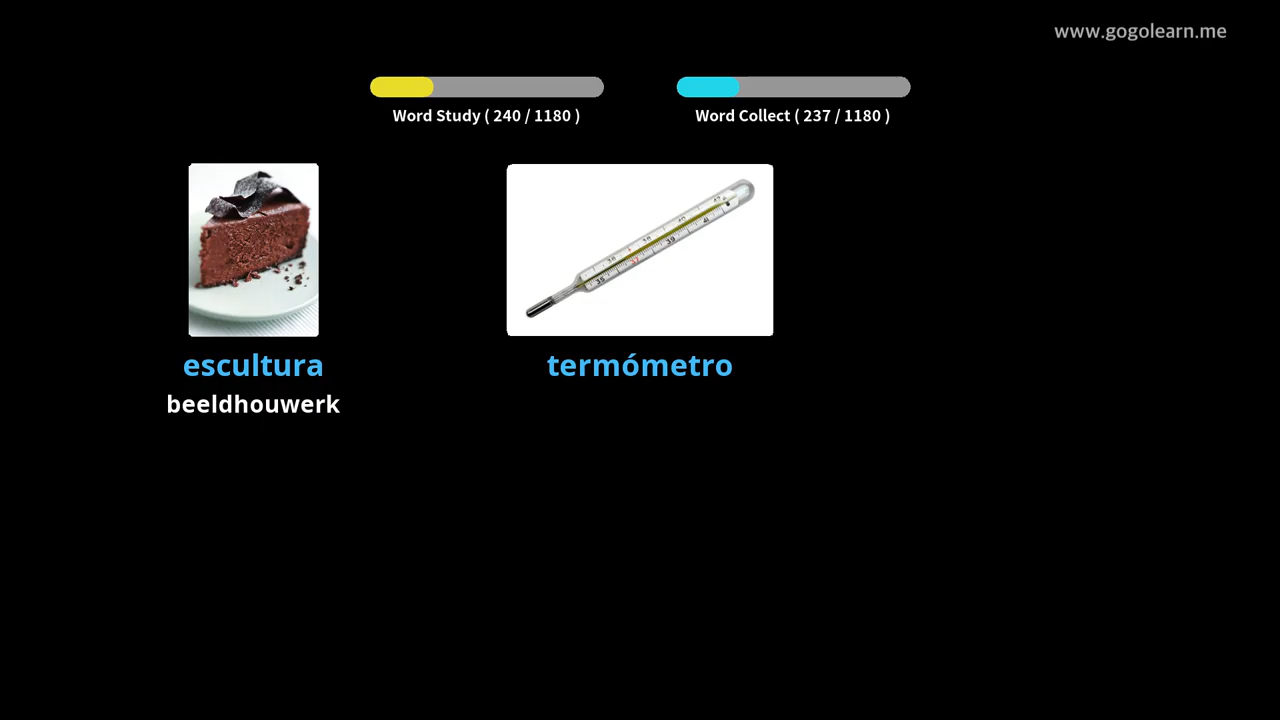 www.gogolearn.me
Word Study ( 240 / 1180 )
Word Collect ( 237 / 1180 )
escultura
beeldhouwerk
termómetro